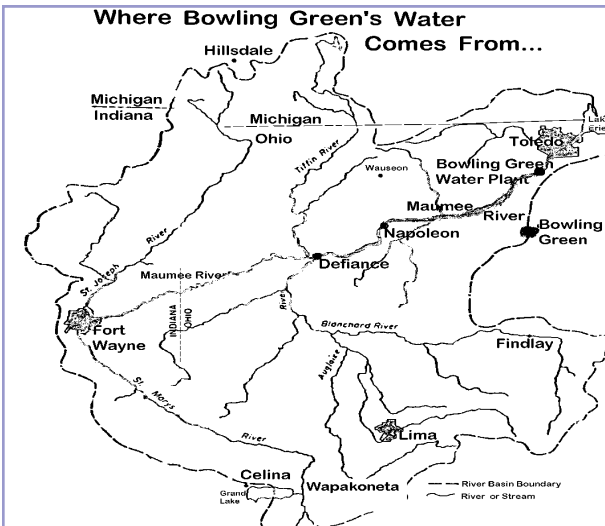 Where Bowling Green's Water
Comes From...
Hillsdale
Michigan
Indiana
Michigan
Ohio
Lake
Erie
Toledo
Tiffin River
Wauseon
Bowling Green
Water Plant
Maumee
River
Napoleon
Bowling
Green
Defiance
St. Joseph
River
Maumee River
INDIANA
OHIO
River
Fort
Wayne
Blanchard River
Findlay
Auglaize
St. Marys
River
Lima
Celina
Grand
Lake
Wapakoneta
River Basin Boundary
River or Stream